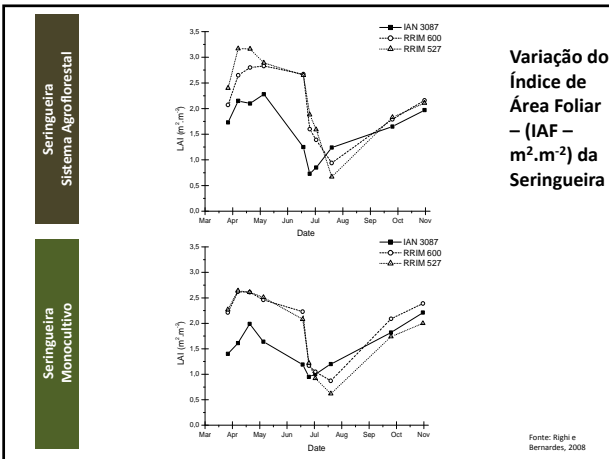 Seringueira
Sistema Agroflorestal
3,5
3,0
2,5
2,0
1,5
1,0
0,5
0,0
LAI (m².m⁻²)
IAN 3087
RRIM 600
RRIM 527
Mar Apr May Jun Jul Aug Sep Oct Nov
Date
Variação do
Índice de
Área Foliar
– (IAF –
m².m⁻²) da
Seringueira
Seringueira
Monocultivo
3,5
3,0
2,5
2,0
1,5
1,0
0,5
0,0
LAI (m².m⁻²)
IAN 3087
RRIM 600
RRIM 527
Mar Apr May Jun Jul Aug Sep Oct Nov
Date
Fonte: Righi e
Bernardes, 2008